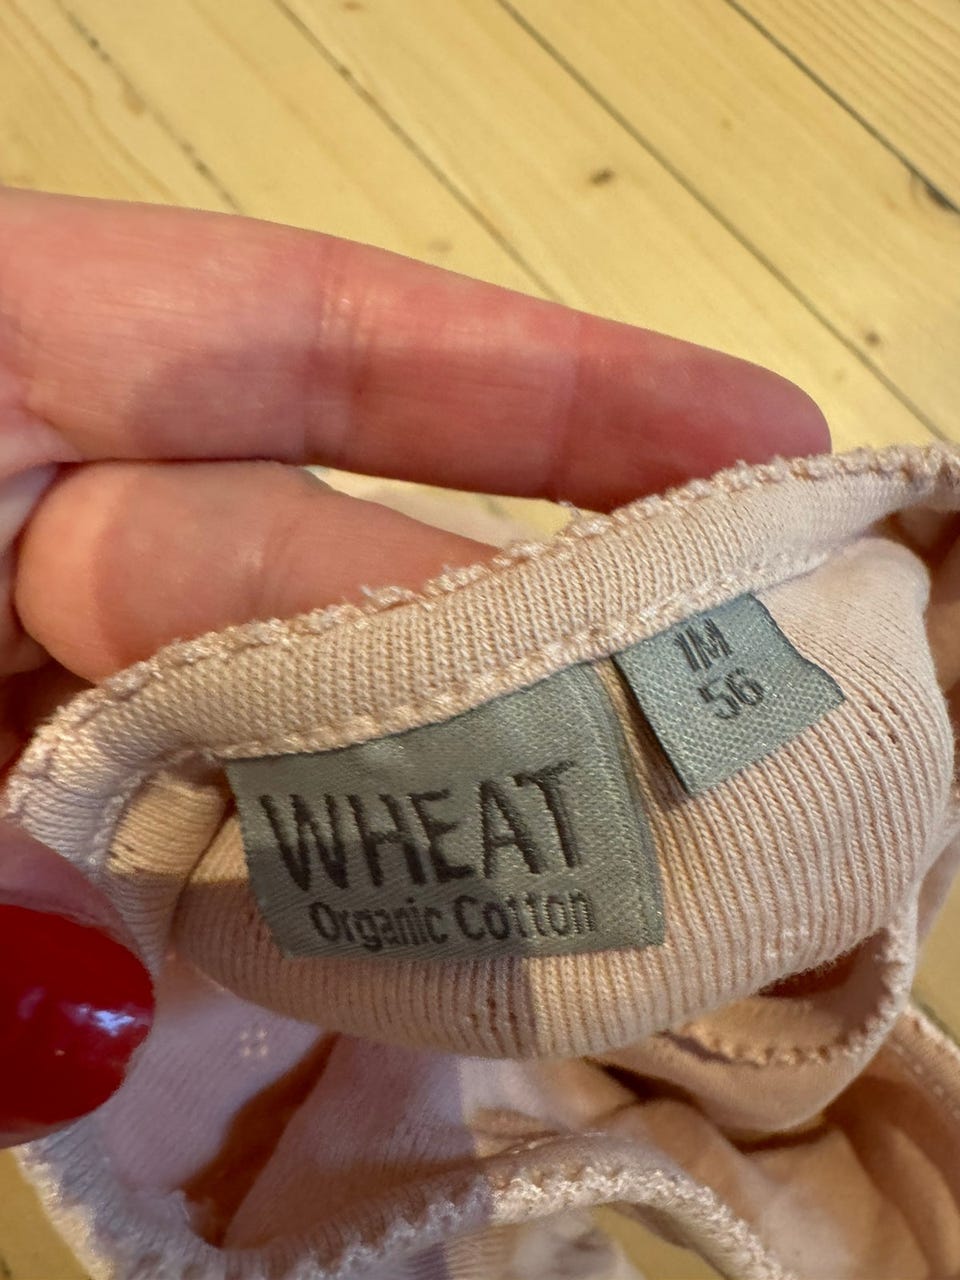 WHEAT
Organic Cotton
1M
56